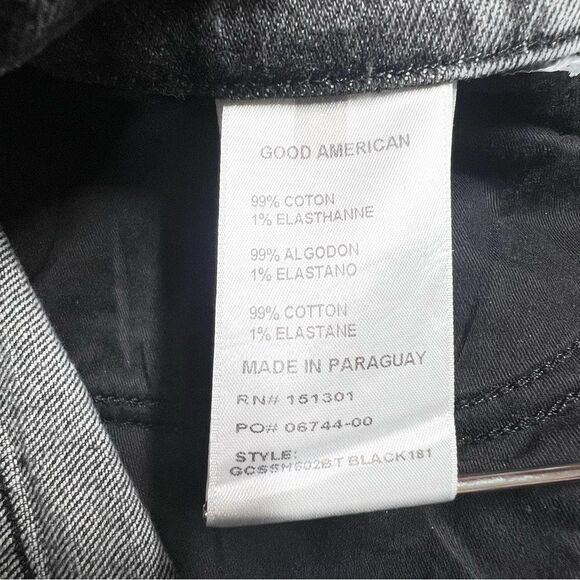 GOOD AMERICAN
99% COTON
1% ELASTHANNE
99% ALGODON
1% ELASTANO
99% COTTON
1% ELASTANE
MADE IN PARAGUAY
RN# 151301
PO# 06744-00
STYLE:
GCSSH602BT BLACK181